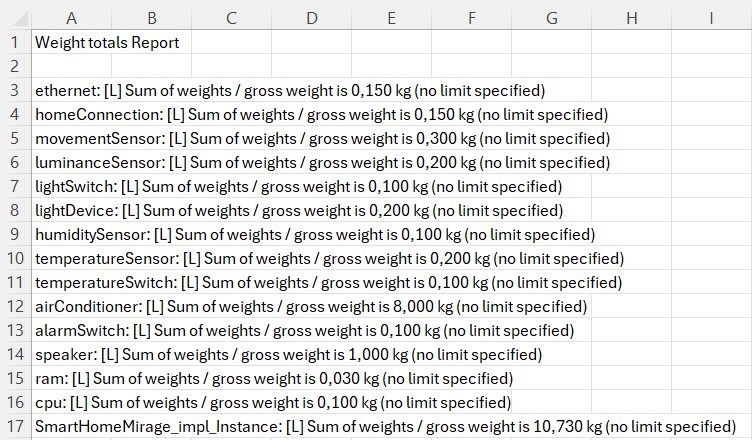 A B C D E F G H I
1 Weight totals Report
2
3 ethernet: [L] Sum of weights / gross weight is 0,150 kg (no limit specified)
4 homeConnection: [L] Sum of weights / gross weight is 0,150 kg (no limit specified)
5 movementSensor: [L] Sum of weights / gross weight is 0,300 kg (no limit specified)
6 luminanceSensor: [L] Sum of weights / gross weight is 0,200 kg (no limit specified)
7 lightSwitch: [L] Sum of weights / gross weight is 0,100 kg (no limit specified)
8 lightDevice: [L] Sum of weights / gross weight is 0,200 kg (no limit specified)
9 humiditySensor: [L] Sum of weights / gross weight is 0,100 kg (no limit specified)
10 temperatureSensor: [L] Sum of weights / gross weight is 0,200 kg (no limit specified)
11 temperatureSwitch: [L] Sum of weights / gross weight is 0,100 kg (no limit specified)
12 airConditioner: [L] Sum of weights / gross weight is 8,000 kg (no limit specified)
13 alarmSwitch: [L] Sum of weights / gross weight is 0,100 kg (no limit specified)
14 speaker: [L] Sum of weights / gross weight is 1,000 kg (no limit specified)
15 ram: [L] Sum of weights / gross weight is 0,030 kg (no limit specified)
16 cpu: [L] Sum of weights / gross weight is 0,100 kg (no limit specified)
17 SmartHomeMirage_impl_Instance: [L] Sum of weights / gross weight is 10,730 kg (no limit specified)